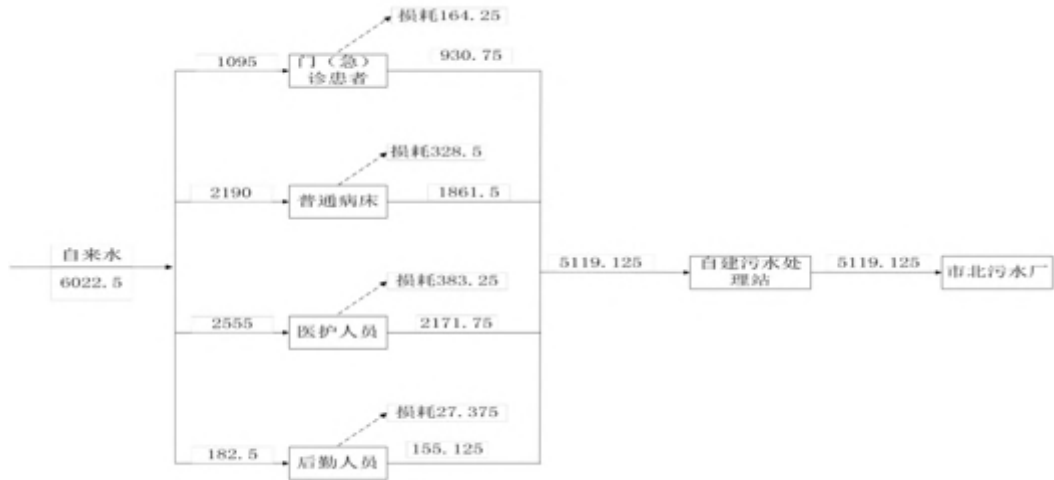 损耗164.25
1095
门（急）
诊患者
930.75
损耗328.5
2190
普通病床
1861.5
自来水
6022.5
5119.125
自建污水处
理站
5119.125
市北污水厂
损耗383.25
2555
医护人员
2171.75
损耗27.375
182.5
后勤人员
155.125